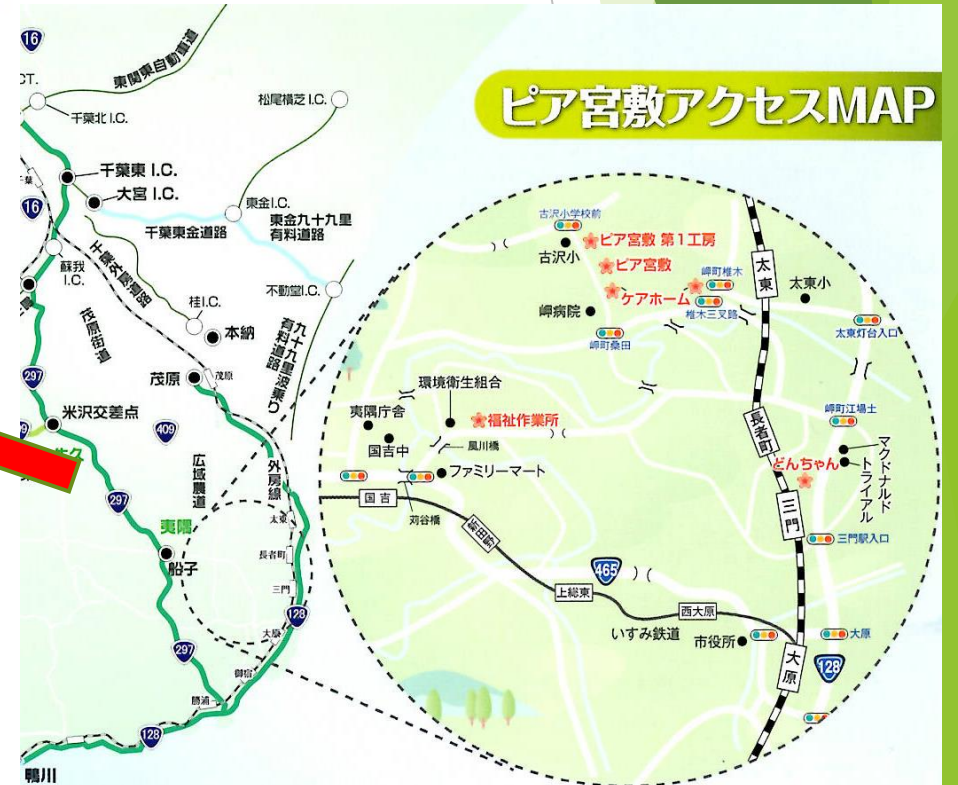 ピア宮敷アクセスMAP
16
東関東自動車道
CT.
千葉北I.C.
松尾横芝I.C.
千葉東I.C.
大宮I.C.
16
東金I.C.
千葉東金道路
東金九十九里
有料道路
蘇我
I.C.
千葉外房道路
不動堂I.C.
桂I.C.
本納
茂原街道
九十九里波乗り
有料道路
茂原
茂原
297
米沢交差点
409
広域農道
外房線
297
夷隅
船子
太東
長者町
三門
128
大原
297
御宿
勝浦
128
鴨川
古沢小学校前
ピア宮敷 第1工房
古沢小
ピア宮敷
岬町椎木
太東
太東小
ケアホーム
岬病院
椎木三叉路
太東灯台入口
岬町桑田
環境衛生組合
夷隅庁舎
福祉作業所
国吉中
風川橋
ファミリーマート
長者町
岬町江場土
どんちゃん
マクドナルド
トライアル
国吉
苅谷橋
新田野
三門
三門駅入口
465
上総東
西大原
いすみ鉄道
市役所
大原
大原
128